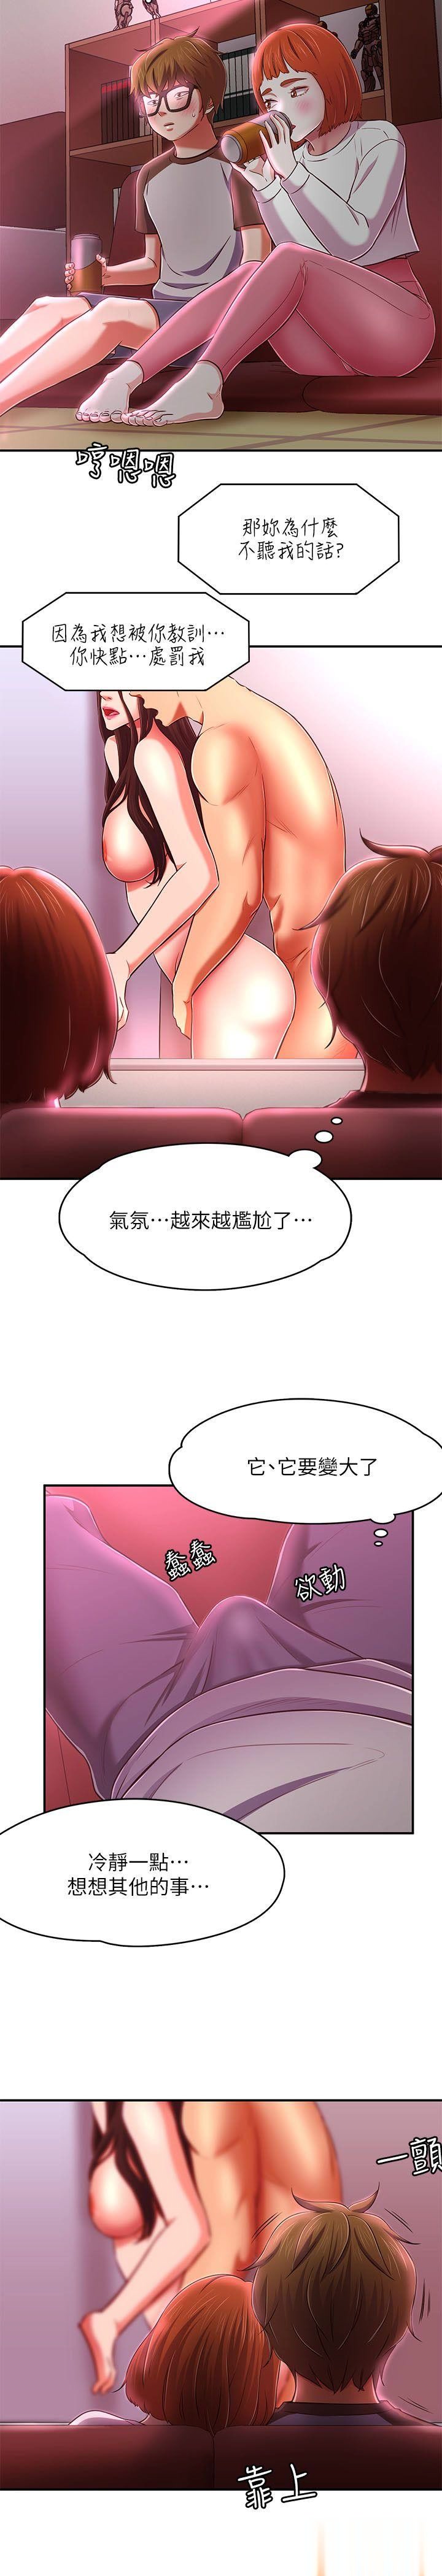 哼嗯嗯
那妳為什麼
不聽我的話?
因為我想被你教訓⋯
你快點⋯處罰我
氣氛⋯越來越尷尬了⋯
它、它要變大了
蠢蠢
欲動
冷靜一點⋯
想想其他的事⋯
一顫
靠上